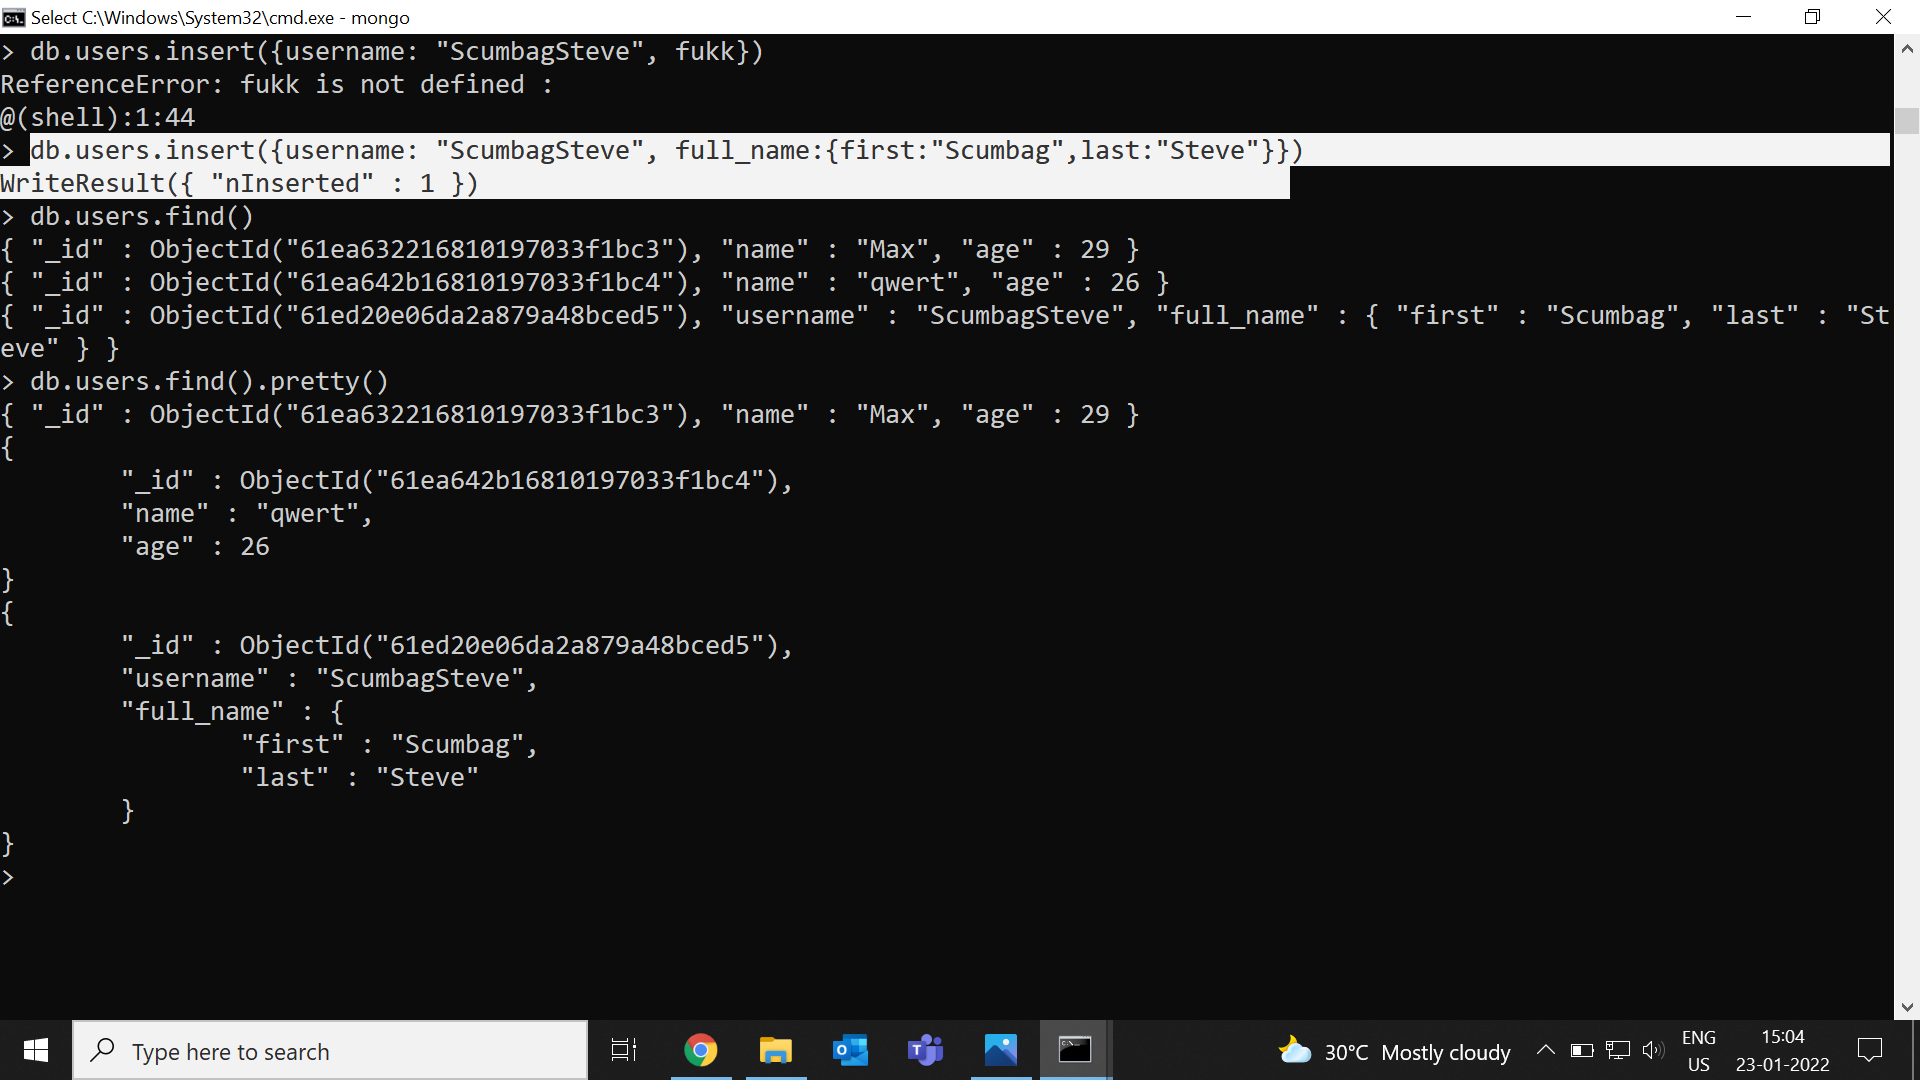 Select C:\Windows\System32\cmd.exe - mongo
> db.users.insert({username: "ScumbagSteve", fukk})
ReferenceError: fukk is not defined :
@(shell):1:44
> db.users.insert({username: "ScumbagSteve", full_name:{first:"Scumbag",last:"Steve"}})
WriteResult({ "nInserted" : 1 })
> db.users.find()
{ "_id" : ObjectId("61ea632216810197033f1bc3"), "name" : "Max", "age" : 29 }
{ "_id" : ObjectId("61ea642b16810197033f1bc4"), "name" : "qwert", "age" : 26 }
{ "_id" : ObjectId("61ed20e06da2a879a48bced5"), "username" : "ScumbagSteve", "full_name" : { "first" : "Scumbag", "last" : "St
eve" } }
> db.users.find().pretty()
{ "_id" : ObjectId("61ea632216810197033f1bc3"), "name" : "Max", "age" : 29 }
{
        "_id" : ObjectId("61ea642b16810197033f1bc4"),
        "name" : "qwert",
        "age" : 26
}
{
        "_id" : ObjectId("61ed20e06da2a879a48bced5"),
        "username" : "ScumbagSteve",
        "full_name" : {
                "first" : "Scumbag",
                "last" : "Steve"
        }
}
>
Type here to search
30°C Mostly cloudy
ENG
US
15:04
23-01-2022